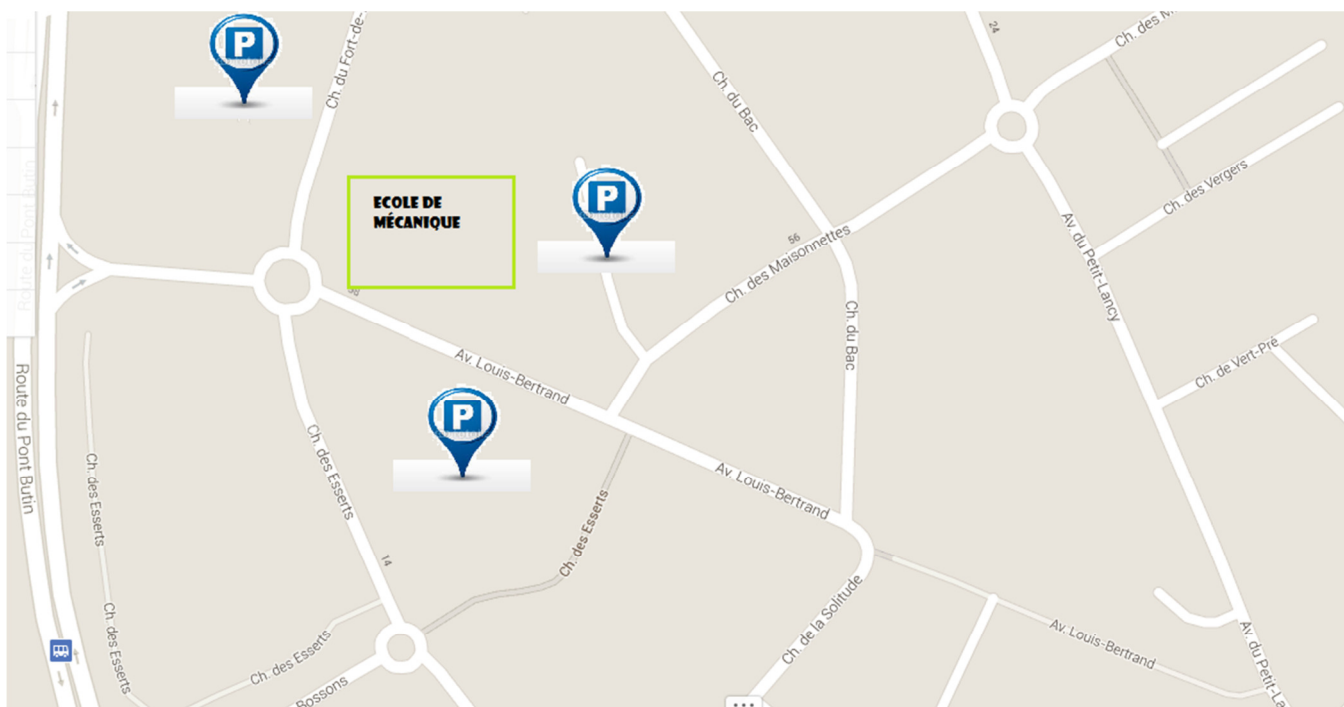 P
24
Ch. des M
Ch. du Fort-de-
Ch. du Bac
Route du Pont Butin
ECOLE DE
MÉCANIQUE
P
Ch. des Vergers
56
Ch. des Maisonnettes
Av. du Petit-Lancy
Ch. du Bac
Av. Louis-Bertrand
Ch. de Vert-Pré
P
Route du Pont Butin
Ch. des Esserts
Ch. des Esserts
Av. Louis-Bertrand
Ch. des Esserts
14
Ch. des Esserts
Ch. des Esserts
Bossons
Ch. de la Solitude
Av. Louis-Bertrand
Av. du Petit-La